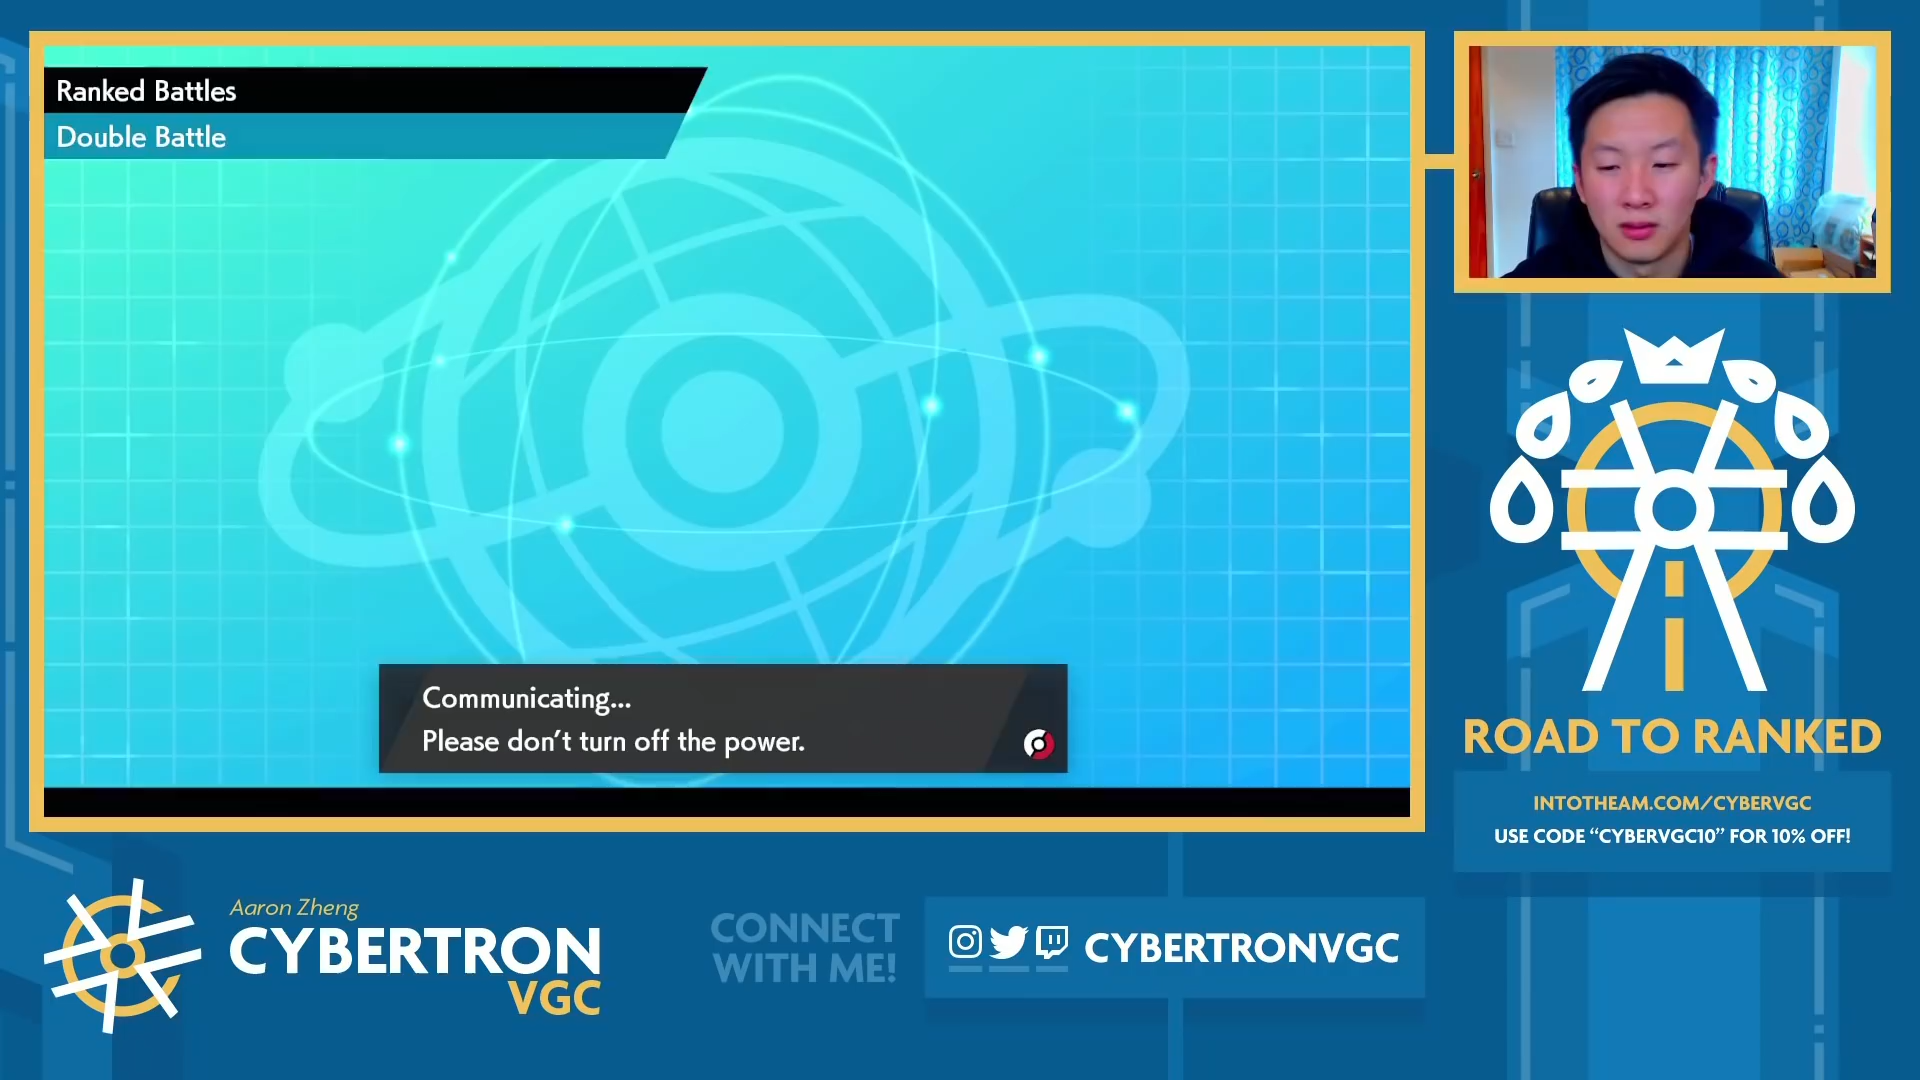 Ranked Battles
Double Battle
Communicating...
Please don't turn off the power.
ROAD TO RANKED
INTOTHEAM.COM/CYBERVGC
USE CODE “CYBERVGC10” FOR 10% OFF!
Aaron Zheng
CYBERTRON
VGC
CONNECT
WITH ME!
CYBERTRONVGC